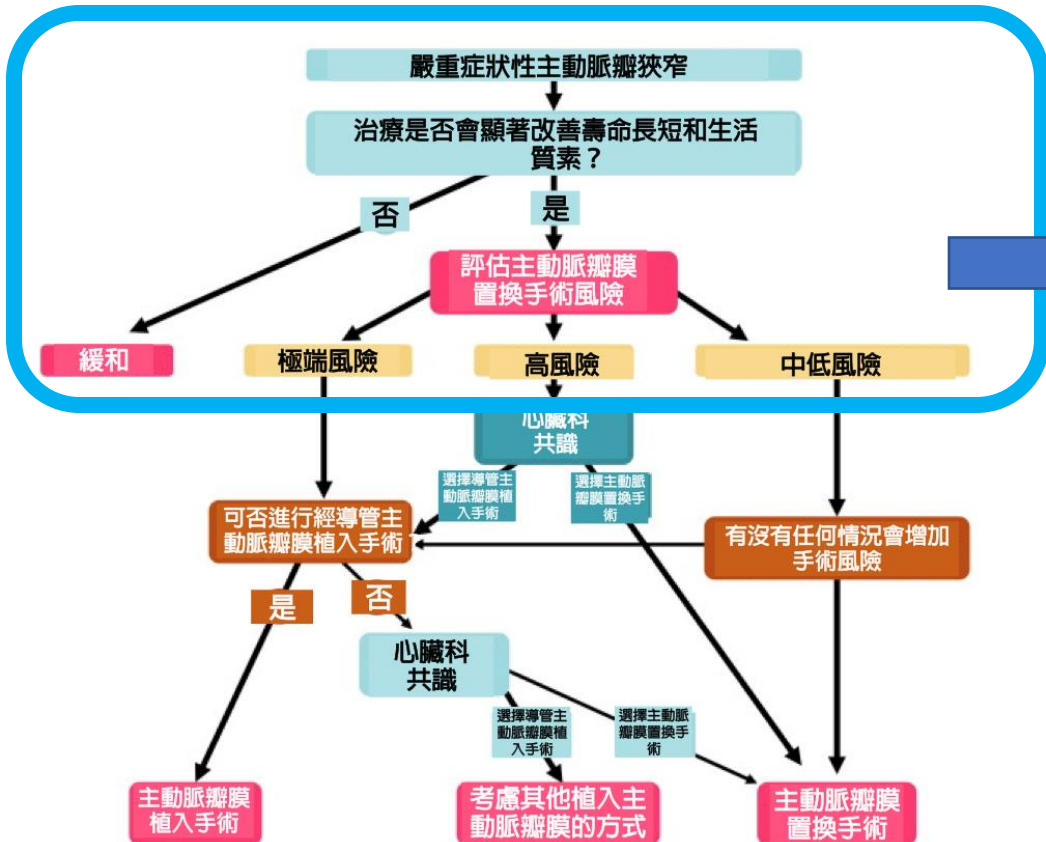 嚴重症狀性主動脈瓣狹窄
治療是否會顯著改善壽命長短和生活
質素？
否
是
評估主動脈瓣膜
置換手術風險
緩和
極端風險
高風險
中低風險
心臟科
共識
選擇導管主
動脈瓣膜植
入手術
選擇主動脈
瓣膜置換手
術
可否進行經導管主
動脈瓣膜植入手術
有沒有任何情況會增加
手術風險
是
否
心臟科
共識
選擇導管主
動脈瓣膜植
入手術
選擇主動脈
瓣膜置換手
術
主動脈瓣膜
植入手術
考慮其他植入主
動脈瓣膜的方式
主動脈瓣膜
置換手術